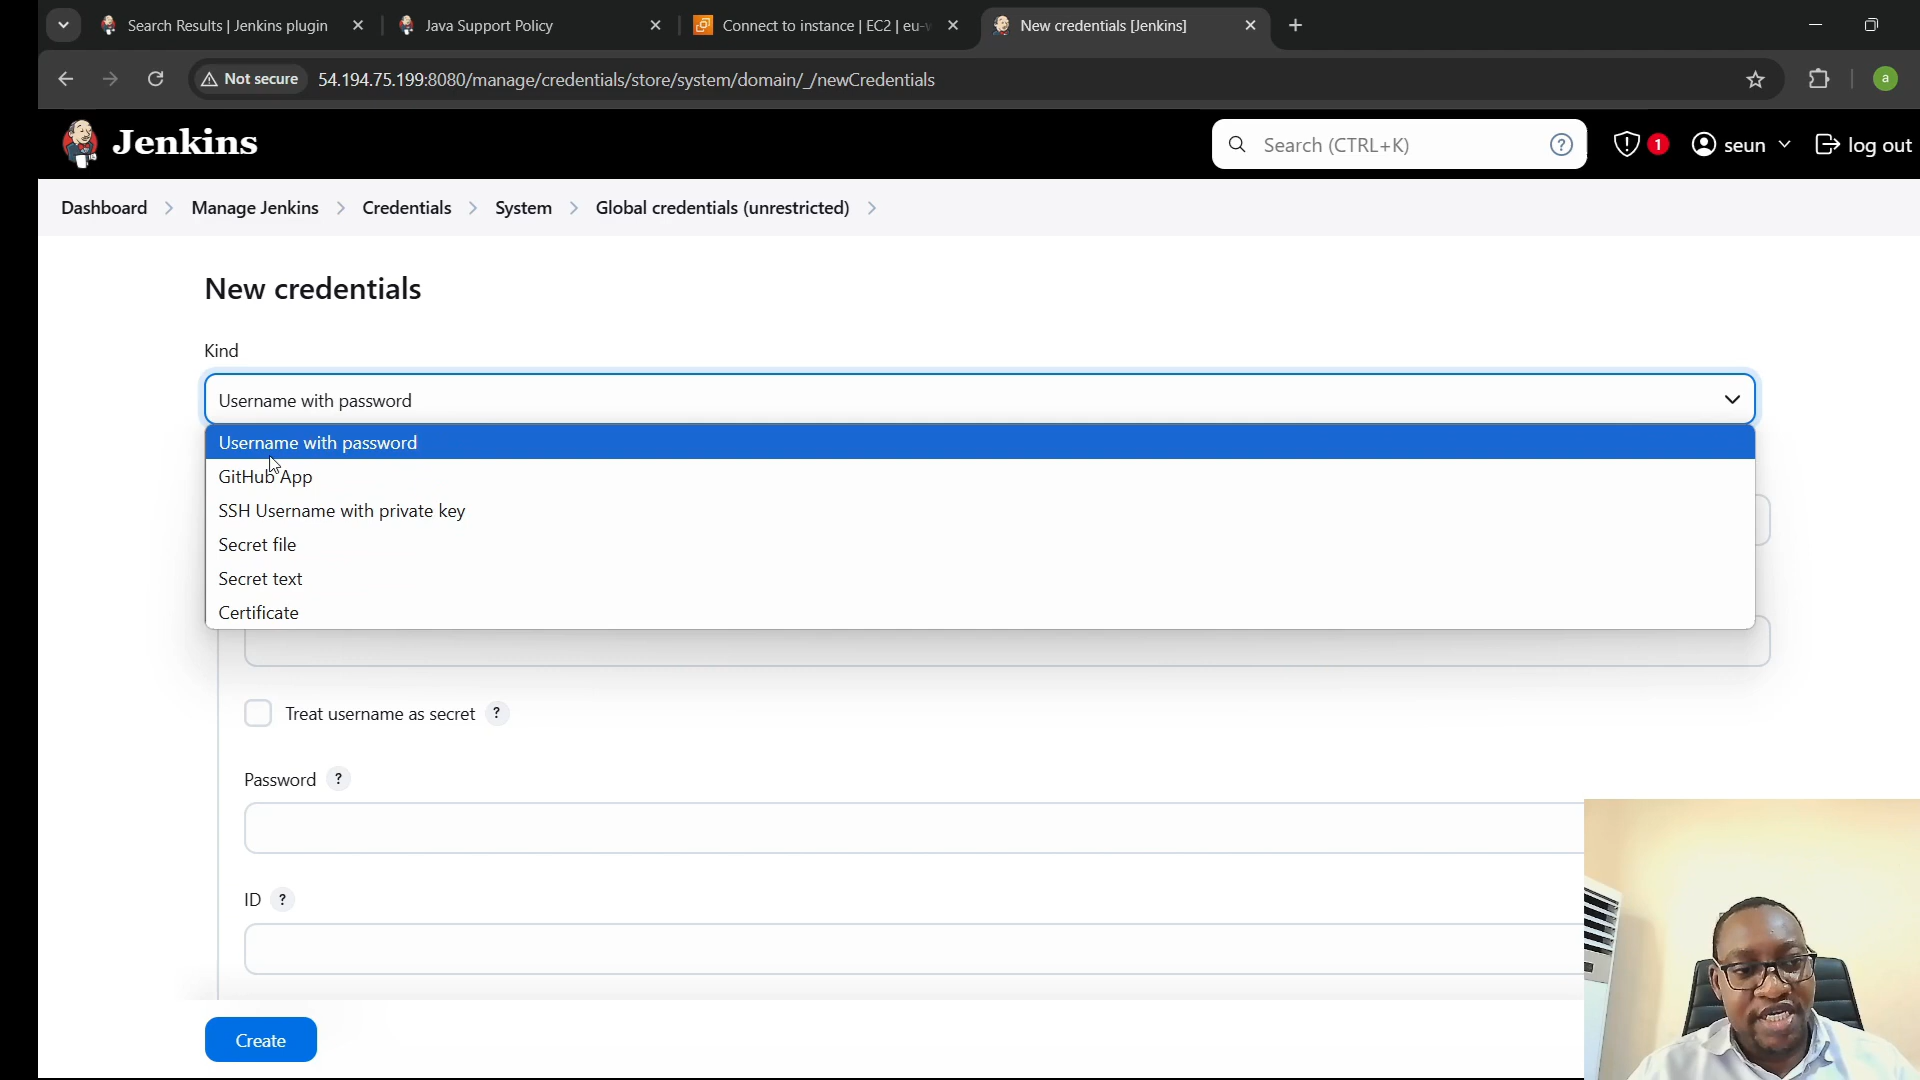 Search Results | Jenkins plugin
Java Support Policy
Connect to instance | EC2 | eu-w
New credentials [Jenkins]
Not secure
54.194.75.199:8080/manage/credentials/store/system/domain/_/newCredentials
a
Jenkins
Search (CTRL+K)
?
1
seun
log out
Dashboard
Manage Jenkins
Credentials
System
Global credentials (unrestricted)
New credentials
Kind
Username with password
Username with password
GitHub App
SSH Username with private key
Secret file
Secret text
Certificate
Treat username as secret ?
Password ?
ID ?
Create